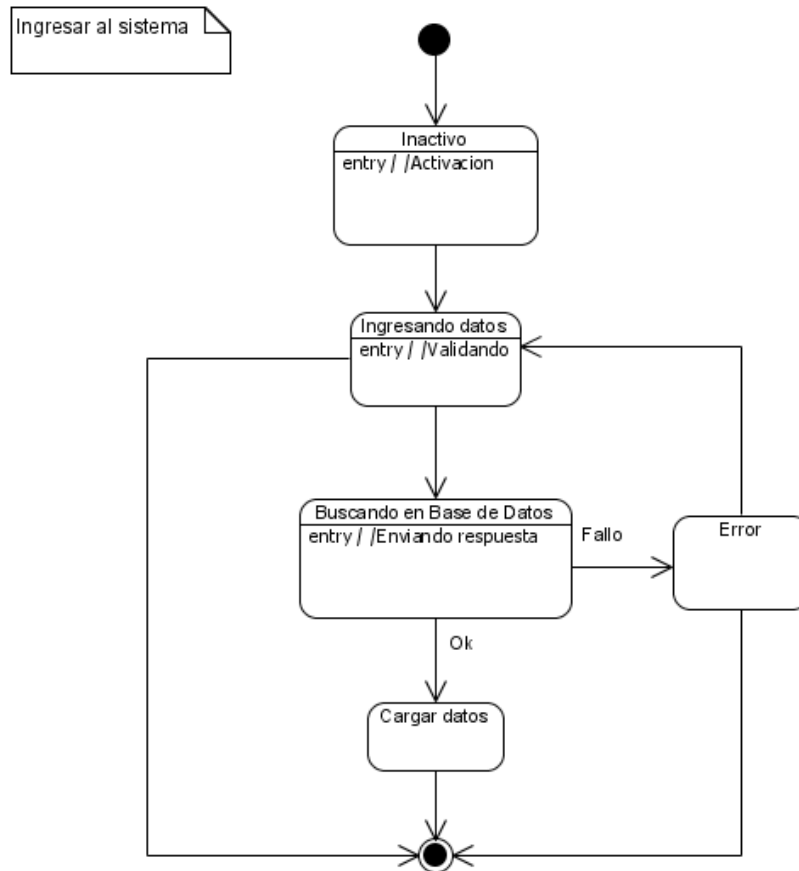 Ingresar al sistema
Inactivo
entry / /Activacion
Ingresando datos
entry / /Validando
Buscando en Base de Datos
entry / /Enviando respuesta
Fallo
Error
Ok
Cargar datos